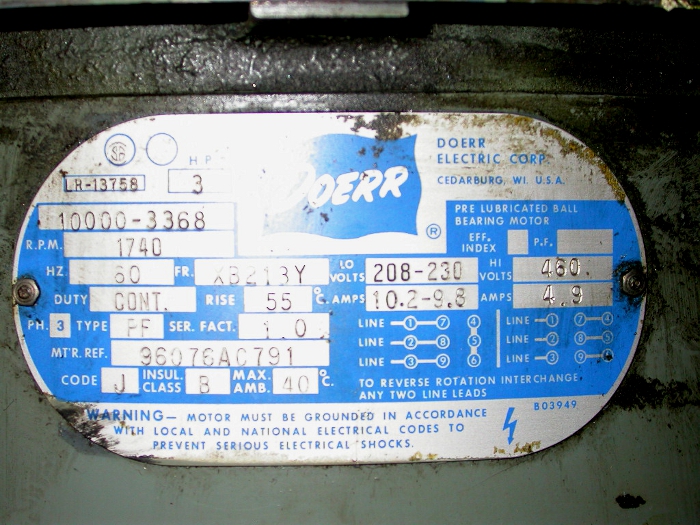 DOERR
ELECTRIC CORP.
CEDARBURG, WI. U.S.A.
SA
HP
LR-13758 3
DOERR ®
10000-3368
PRE LUBRICATED BALL
BEARING MOTOR
R.P.M. 1740
EFF. INDEX P.F.
HZ. 60 FR. XB213Y LO VOLTS 208-230 HI VOLTS 460.
DUTY CONT. RISE 55 °C. AMPS 10.2-9.8 AMPS 4.9
PH. 3 TYPE PF SER. FACT. 1.0
LINE 1 7 4 LINE 1 7 4
LINE 2 8 5 LINE 2 8 5
LINE 3 9 6 LINE 3 9
MT'R. REF. 96076AC791
CODE J INSUL. CLASS B MAX. AMB. 40 °C.
TO REVERSE ROTATION INTERCHANGE
ANY TWO LINE LEADS
B03949
WARNING— MOTOR MUST BE GROUNDED IN ACCORDANCE
WITH LOCAL AND NATIONAL ELECTRICAL CODES TO
PREVENT SERIOUS ELECTRICAL SHOCKS.